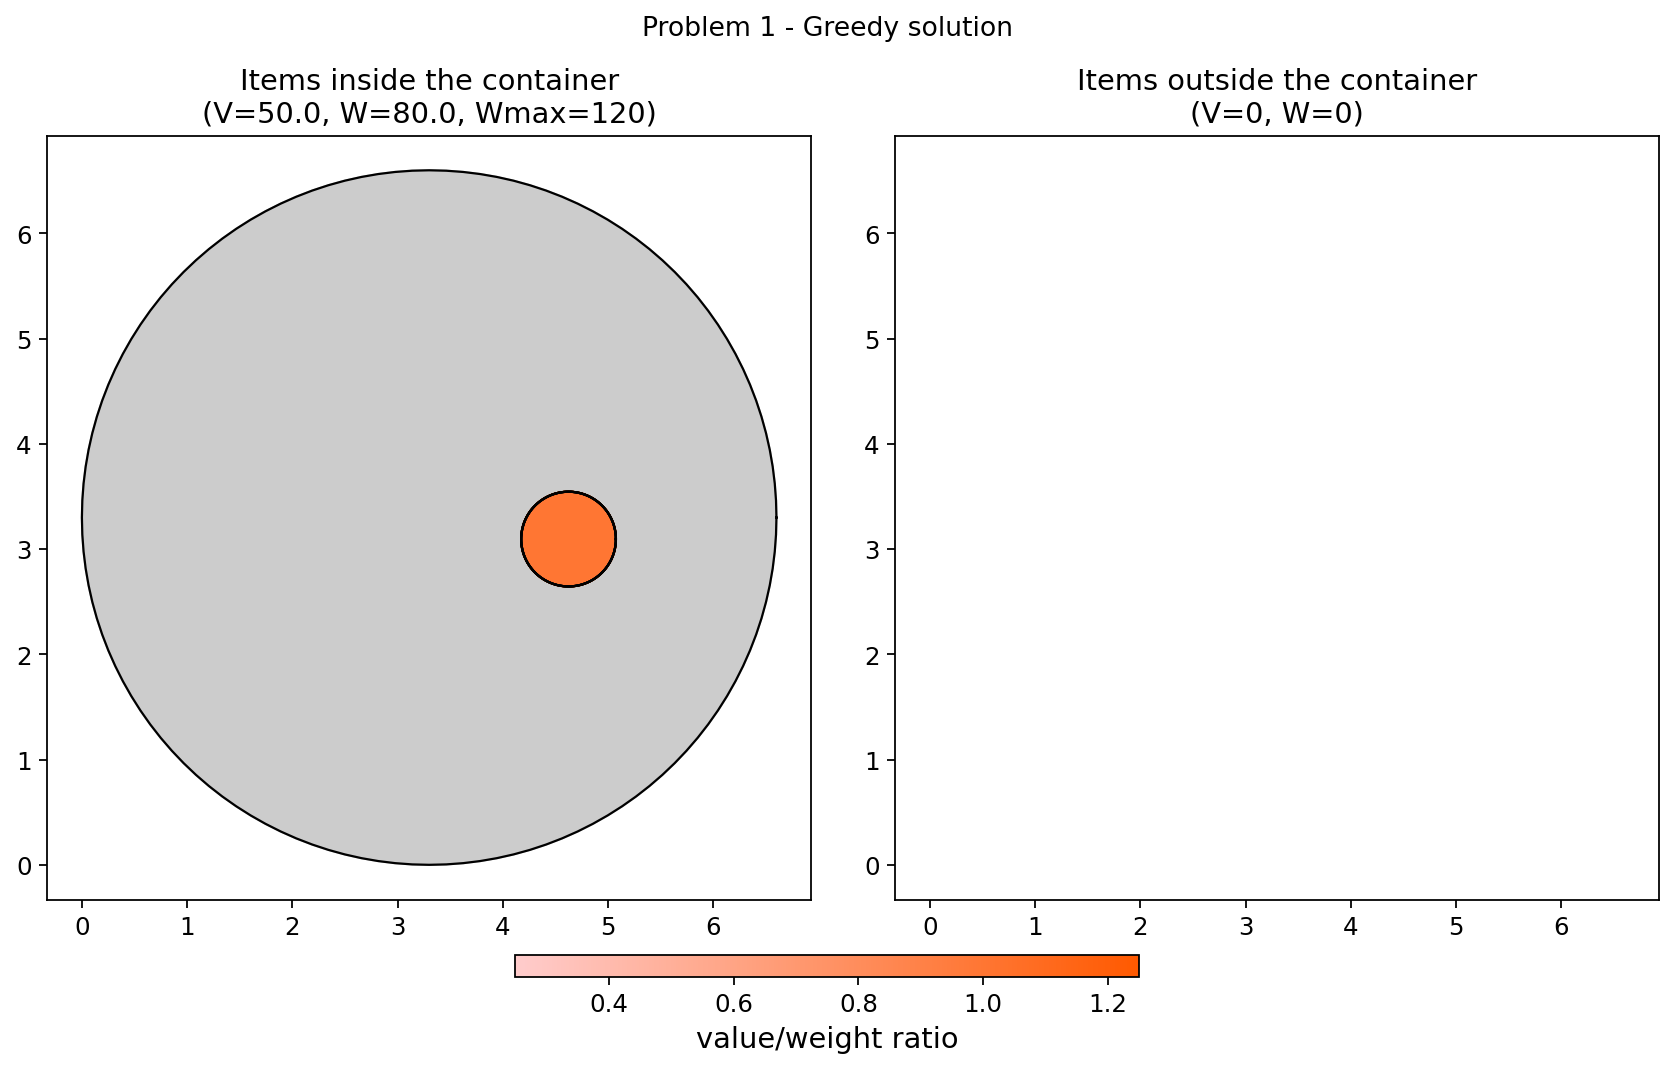 Problem 1 - Greedy solution
Items inside the container
(V=50.0, W=80.0, Wmax=120)
Items outside the container
(V=0, W=0)
6
5
4
3
2
1
0
0 1 2 3 4 5 6
6
5
4
3
2
1
0
0 1 2 3 4 5 6
0.4 0.6 0.8 1.0 1.2
value/weight ratio